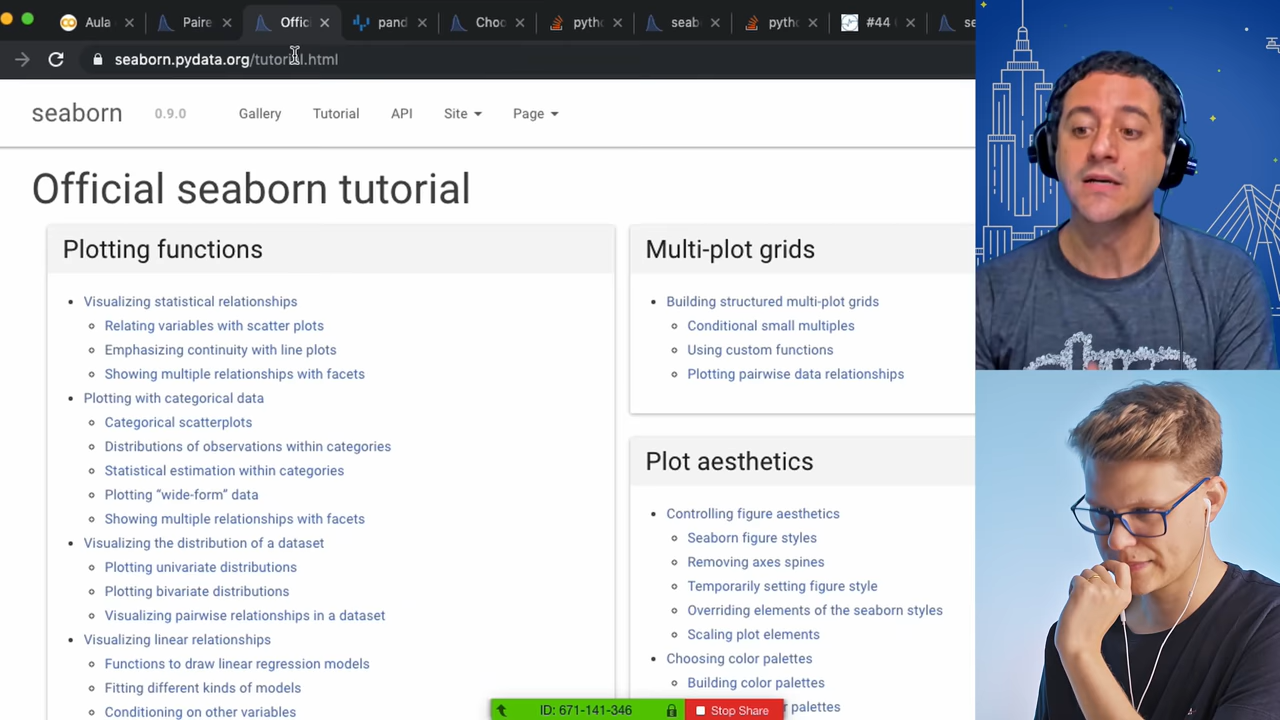 Aula
Paire
Offici
pand
Choo
pytho
seab
pytho
#44
se
seaborn.pydata.org/tutorial.html
seaborn 0.9.0 Gallery Tutorial API Site Page
Official seaborn tutorial
Plotting functions
Visualizing statistical relationships
Relating variables with scatter plots
Emphasizing continuity with line plots
Showing multiple relationships with facets
Plotting with categorical data
Categorical scatterplots
Distributions of observations within categories
Statistical estimation within categories
Plotting “wide-form” data
Showing multiple relationships with facets
Visualizing the distribution of a dataset
Plotting univariate distributions
Plotting bivariate distributions
Visualizing pairwise relationships in a dataset
Visualizing linear relationships
Functions to draw linear regression models
Fitting different kinds of models
Conditioning on other variables
Multi-plot grids
Building structured multi-plot grids
Conditional small multiples
Using custom functions
Plotting pairwise data relationships
Plot aesthetics
Controlling figure aesthetics
Seaborn figure styles
Removing axes spines
Temporarily setting figure style
Overriding elements of the seaborn styles
Scaling plot elements
Choosing color palettes
Building color palettes
r palettes
ID: 671-141-346
Stop Share